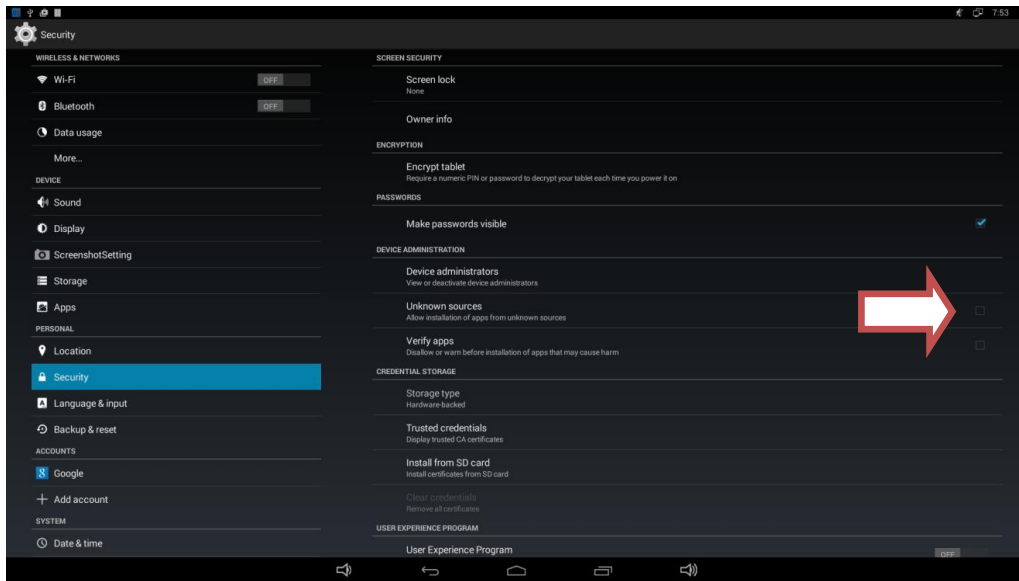 7:53
Security
WIRELESS & NETWORKS
Wi-Fi
OFF
Bluetooth
OFF
Data usage
More...
DEVICE
Sound
Display
ScreenshotSetting
Storage
Apps
PERSONAL
Location
Security
Language & input
Backup & reset
ACCOUNTS
Google
Add account
SYSTEM
Date & time
SCREEN SECURITY
Screen lock
None
Owner info
ENCRYPTION
Encrypt tablet
Require a numeric PIN or password to decrypt your tablet each time you power it on
PASSWORDS
Make passwords visible
DEVICE ADMINISTRATION
Device administrators
View or deactivate device administrators
Unknown sources
Allow installation of apps from unknown sources
Verify apps
Disallow or warn before installation of apps that may cause harm
CREDENTIAL STORAGE
Storage type
Hardware-backed
Trusted credentials
Display trusted CA certificates
Install from SD card
Install certificates from SD card
Clear credentials
Remove all certificates
USER EXPERIENCE PROGRAM
User Experience Program
OFF